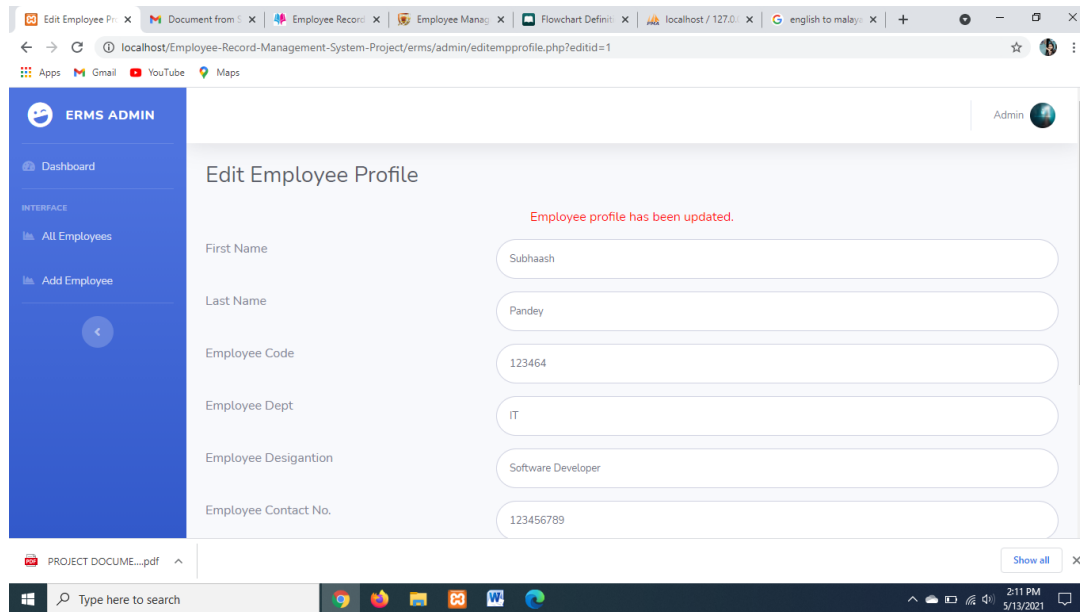 Edit Employee Pr
Document from S
Employee Record
Employee Manag
Flowchart Definit
localhost / 127.0.
english to malaya
localhost/Employee-Record-Management-System-Project/erms/admin/editempprofile.php?editid=1
Apps
Gmail
YouTube
Maps
ERMS ADMIN
Admin
Dashboard
INTERFACE
All Employees
Add Employee
Edit Employee Profile
Employee profile has been updated.
First Name
Subhaash
Last Name
Pandey
Employee Code
123464
Employee Dept
IT
Employee Desigantion
Software Developer
Employee Contact No.
123456789
PROJECT DOCUME....pdf
Show all
Type here to search
2:11 PM
5/13/2021